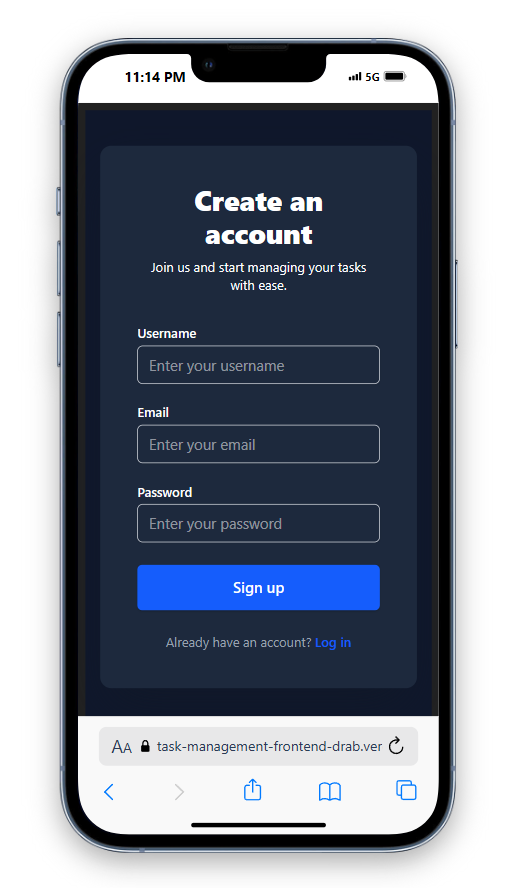 11:14 PM
5G
Create an
account
Join us and start managing your tasks
with ease.
Username
Enter your username
Email
Enter your email
Password
Enter your password
Sign up
Already have an account? Log in
AA task-management-frontend-drab.ver